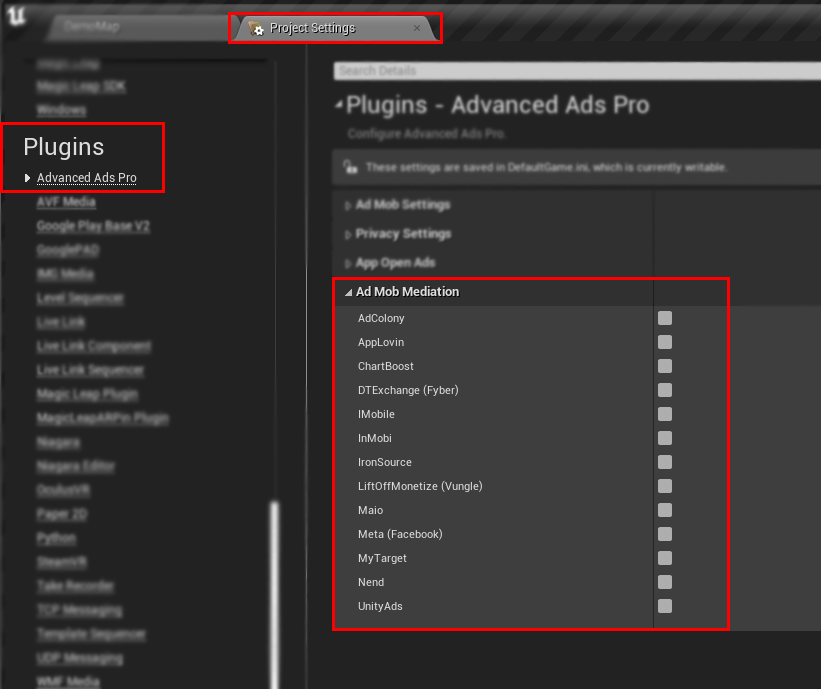 DemoMap
Project Settings
Magic Leap
Magic Leap SDK
Windows
Plugins
Advanced Ads Pro
AVF Media
Google Play Base V2
GooglePAD
IMG Media
Level Sequencer
Live Link
Live Link Component
Live Link Sequencer
Magic Leap Plugin
MagicLeapARPin Plugin
Niagara
Niagara Editor
OculusVR
Paper 2D
Python
SteamVR
Take Recorder
TCP Messaging
Template Sequencer
UDP Messaging
WMF Media
Search Details
Plugins - Advanced Ads Pro
Configure Advanced Ads Pro.
These settings are saved in DefaultGame.ini, which is currently writable.
Ad Mob Settings
Privacy Settings
App Open Ads
Ad Mob Mediation
AdColony
AppLovin
ChartBoost
DTExchange (Fyber)
IMobile
InMobi
IronSource
LiftOffMonetize (Vungle)
Maio
Meta (Facebook)
MyTarget
Nend
UnityAds